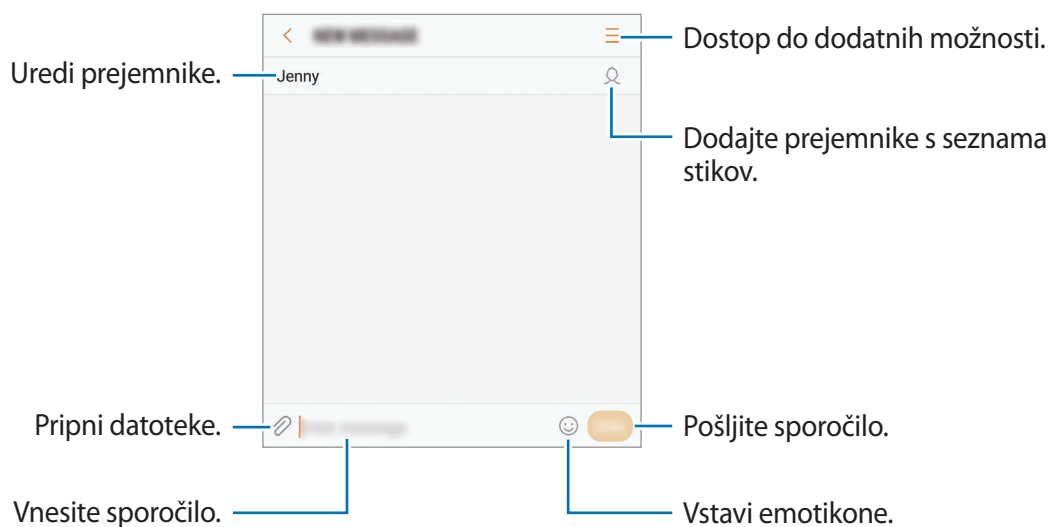 Dostop do dodatnih možnosti.
Uredi prejemnike.
Jenny
Dodajte prejemnike s seznama
stikov.
Pripni datoteke.
Pošljite sporočilo.
Vnesite sporočilo.
Vstavi emotikone.